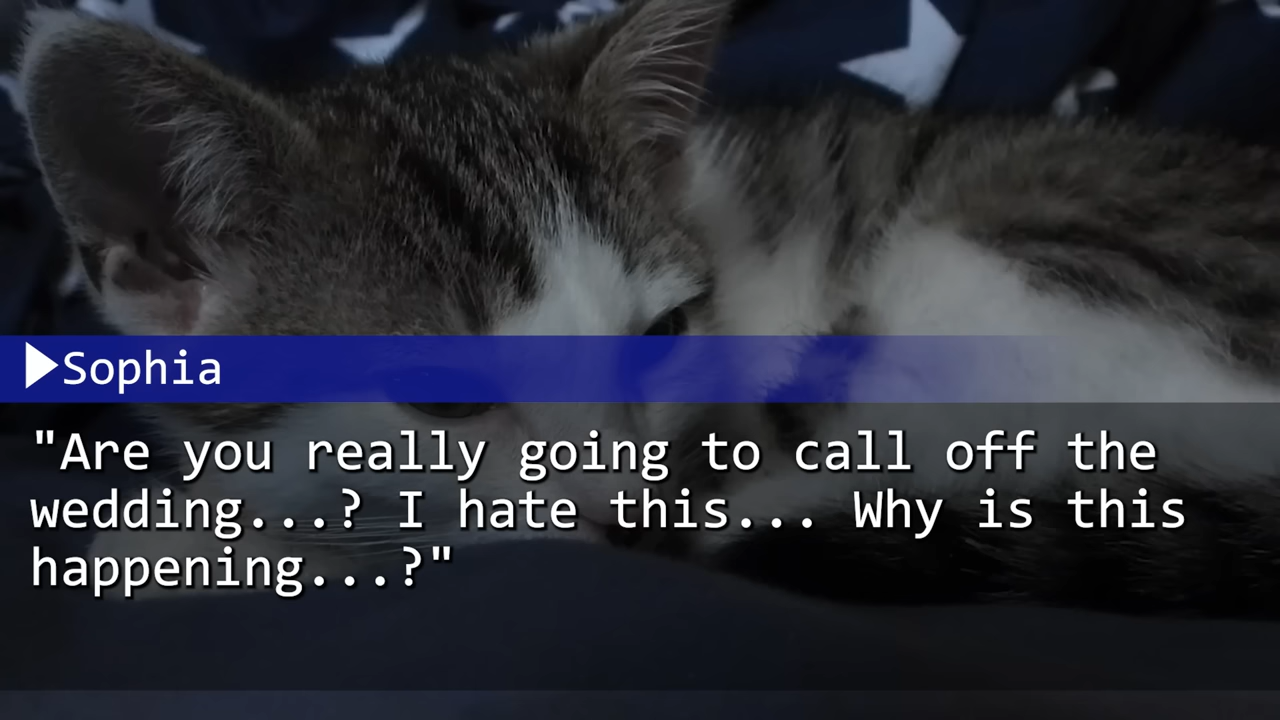 Sophia
"Are you really going to call off the
wedding...? I hate this... Why is this
happening...?"